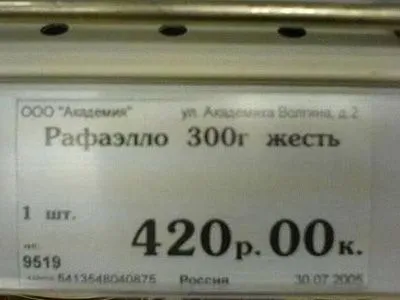 ООО "Академия" ул. Академика Волгина, д.2
Рафаэлло 300г жесть
1 шт.
420р.00к.
9519
5413548040875 Россия 30.07.2005